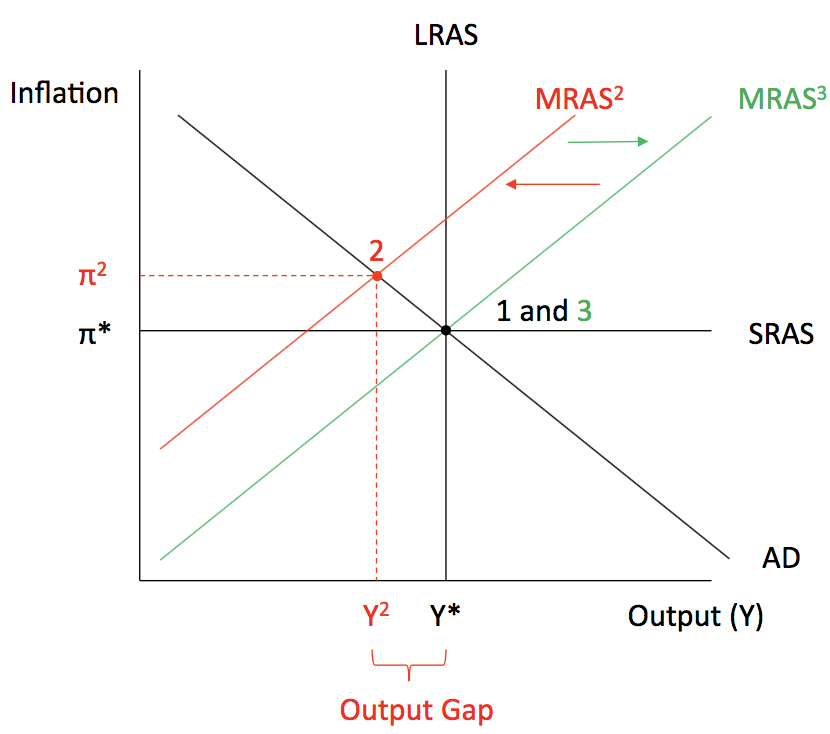 LRAS
Inflation
MRAS²
MRAS³
2
π²
1 and 3
π*
SRAS
AD
Y²
Y*
Output (Y)
Output Gap